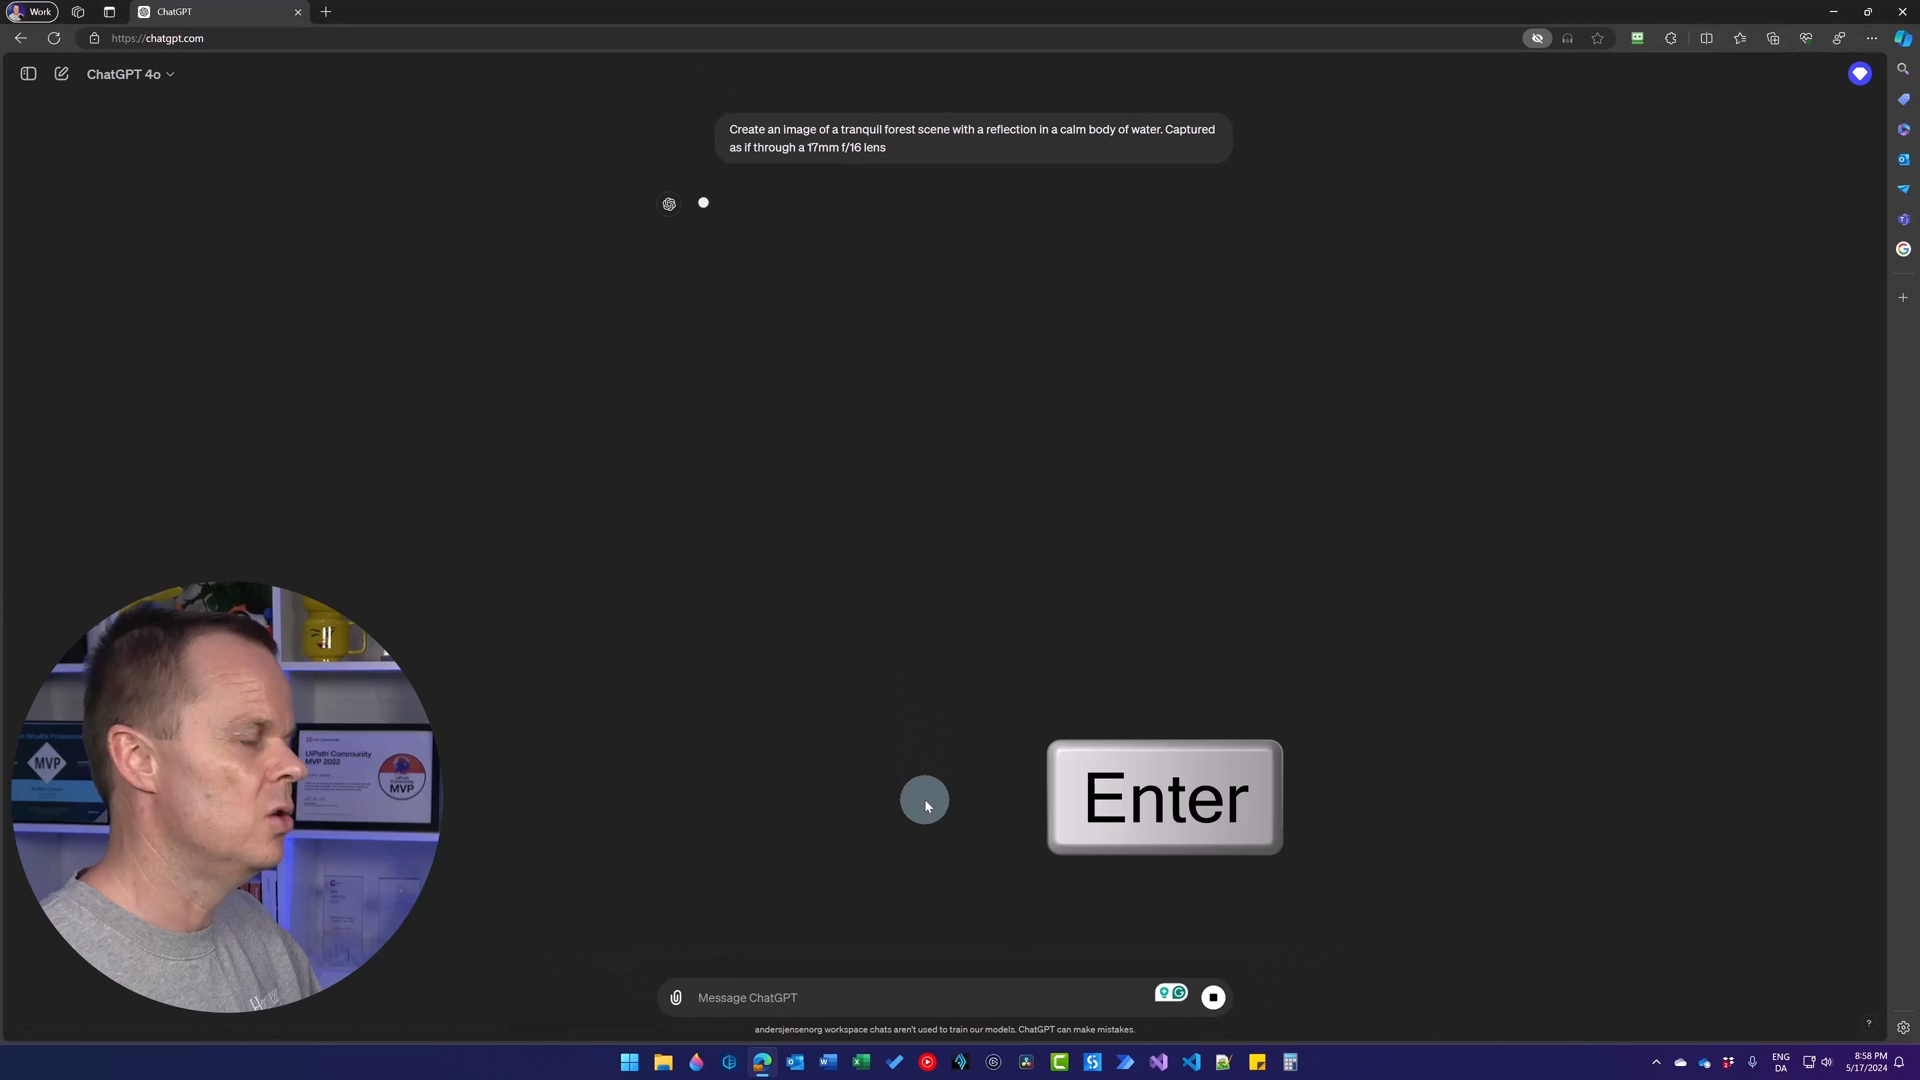 Work
ChatGPT
https://chatgpt.com
ChatGPT 4o
Create an image of a tranquil forest scene with a reflection in a calm body of water. Captured
as if through a 17mm f/16 lens
MVP
UiPath Community
MVP 2022
MVP
Enter
Message ChatGPT
andersjensenorg workspace chats aren't used to train our models. ChatGPT can make mistakes.
?
ENG
DA
8:58 PM
5/17/2024